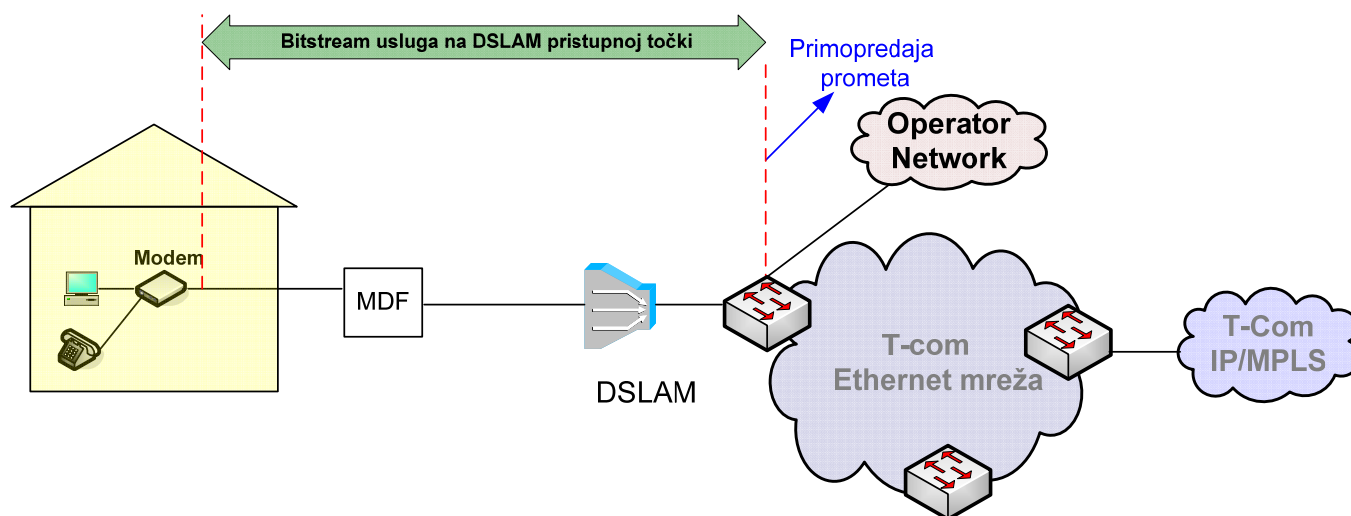 Bitstream usluga na DSLAM pristupnoj točki
Primopredaja
prometa
Operator
Network
Modem
MDF
DSLAM
T-com
Ethernet mreža
T-Com
IP/MPLS